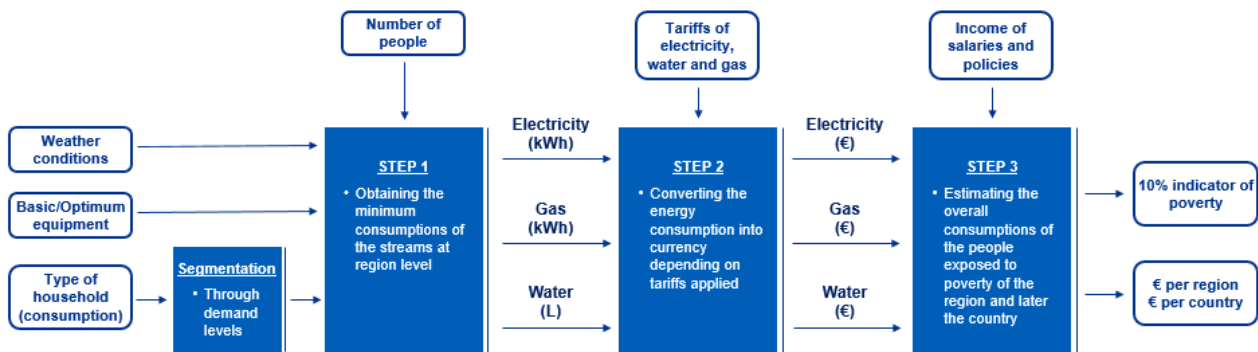 Number of
people
Tariffs of
electricity,
water and gas
Income of
salaries and
policies
Weather
conditions
Basic/Optimum
equipment
Type of
household
(consumption)
Segmentation
• Through
demand
levels
STEP 1
• Obtaining the
minimum
consumptions of
the streams at
region level
Electricity
(kWh)
Gas
(kWh)
Water
(L)
STEP 2
• Converting the
energy
consumption into
currency
depending on
tariffs applied
Electricity
(€)
Gas
(€)
Water
(€)
STEP 3
• Estimating the
overall
consumptions of
the people
exposed to
poverty of the
region and later
the country
10% indicator of
poverty
€ per region
€ per country